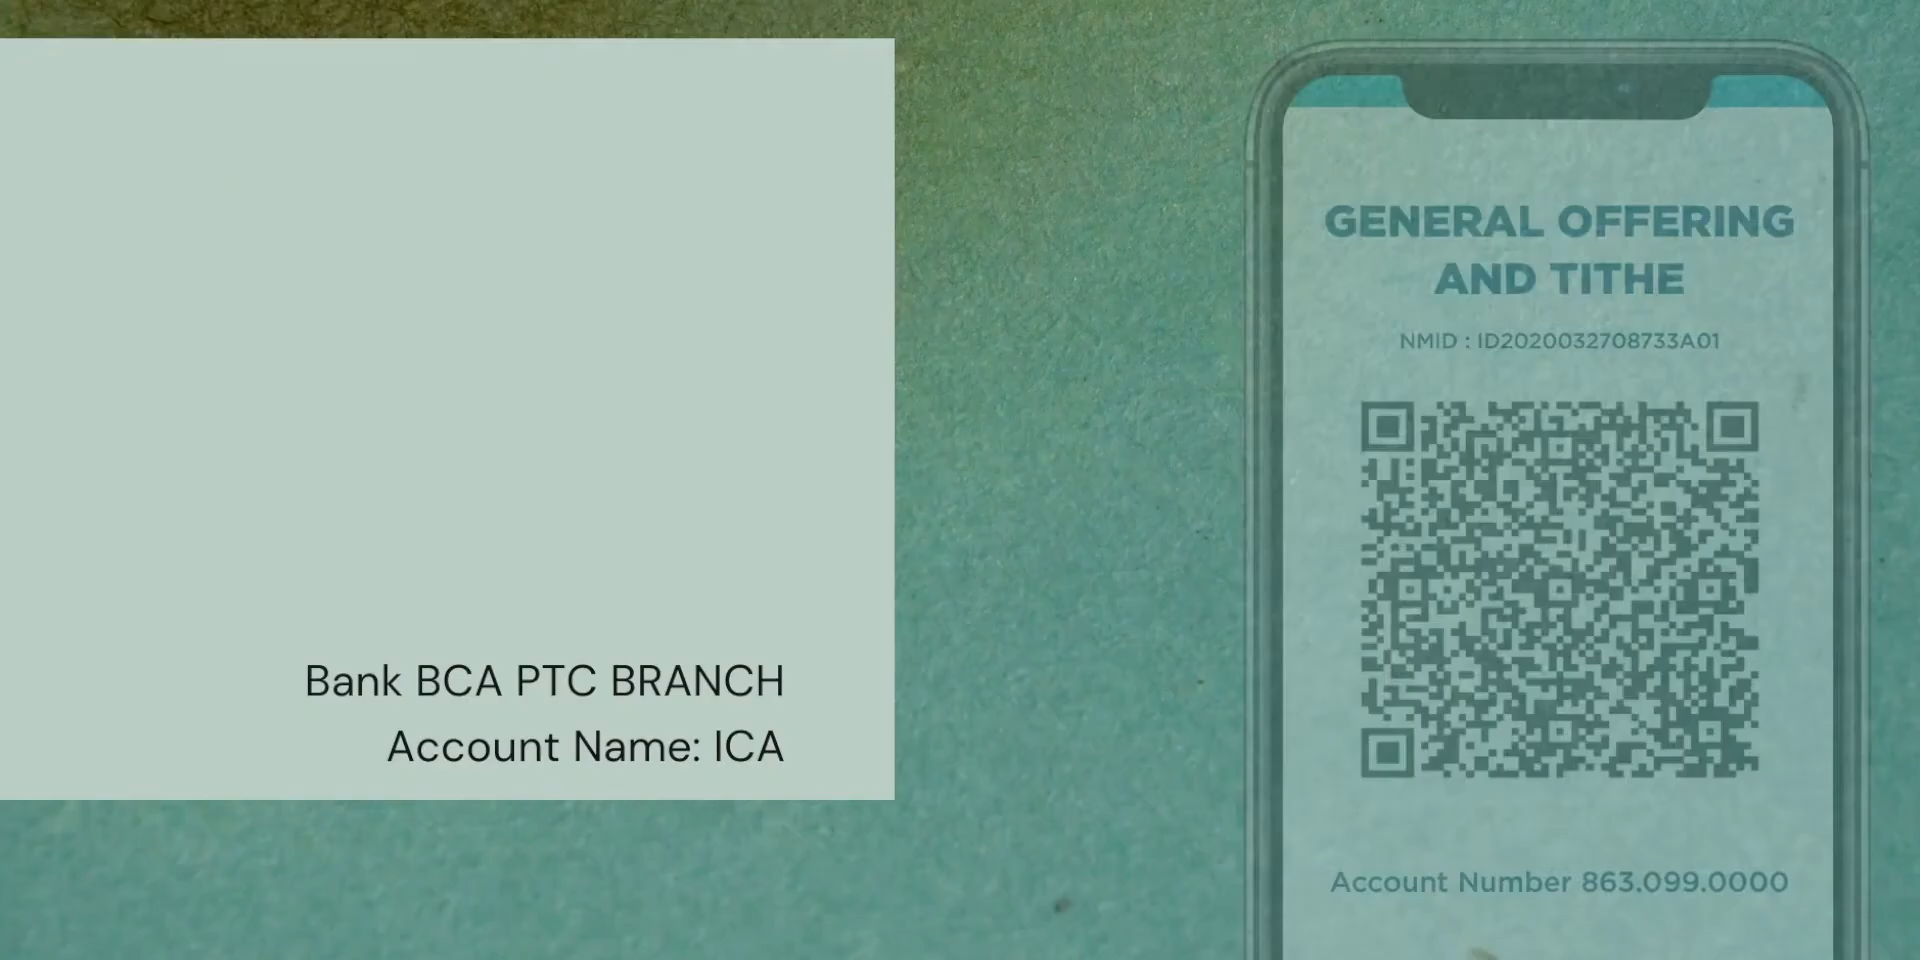 Bank BCA PTC BRANCH
Account Name: ICA
GENERAL OFFERING
AND TITHE
NMID : ID2020032708733A01
Account Number 863.099.0000